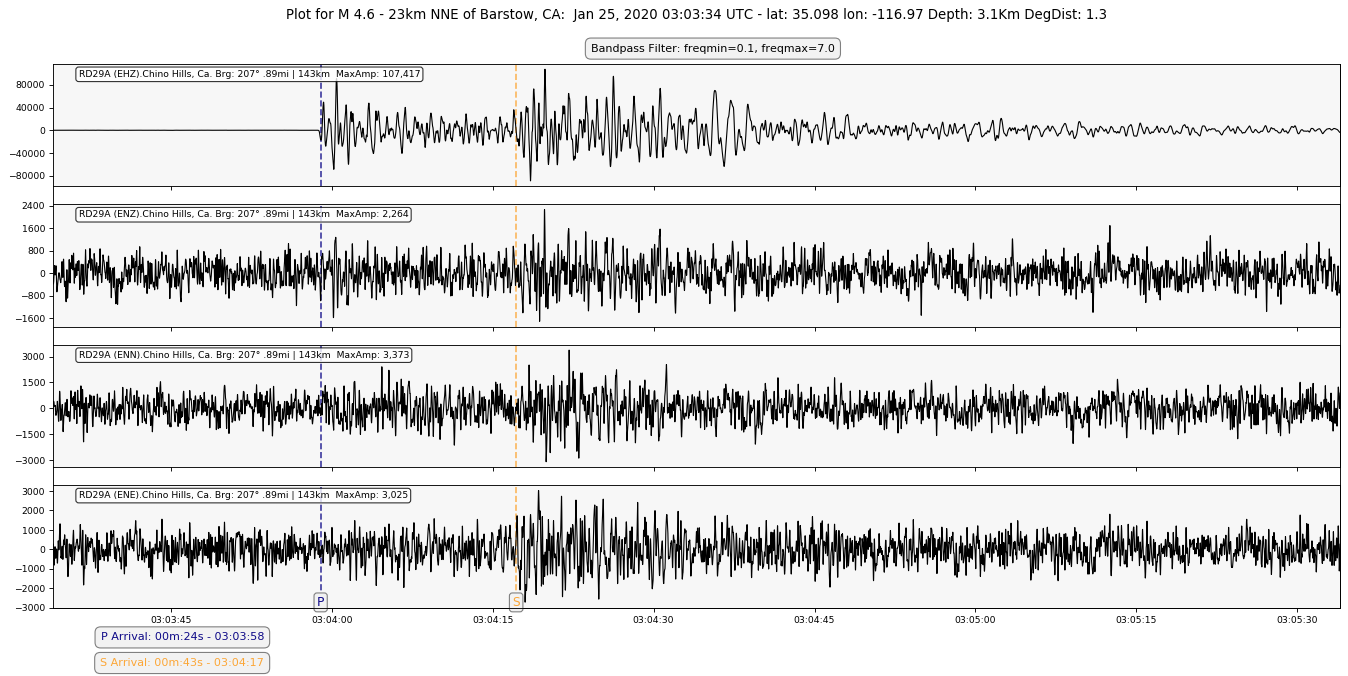 Plot for M 4.6 - 23km NNE of Barstow, CA:  Jan 25, 2020 03:03:34 UTC - lat: 35.098 lon: -116.97 Depth: 3.1Km DegDist: 1.3
Bandpass Filter: freqmin=0.1, freqmax=7.0
RD29A (EHZ).Chino Hills, Ca. Brg: 207° .89mi | 143km  MaxAmp: 107,417
80000
40000
0
−40000
−80000
RD29A (ENZ).Chino Hills, Ca. Brg: 207° .89mi | 143km  MaxAmp: 2,264
2400
1600
800
0
−800
−1600
RD29A (ENN).Chino Hills, Ca. Brg: 207° .89mi | 143km  MaxAmp: 3,373
3000
1500
0
−1500
−3000
RD29A (ENE).Chino Hills, Ca. Brg: 207° .89mi | 143km  MaxAmp: 3,025
3000
2000
1000
0
−1000
−2000
−3000
P S
03:03:45 03:04:00 03:04:15 03:04:30 03:04:45 03:05:00 03:05:15 03:05:30
P Arrival: 00m:24s - 03:03:58
S Arrival: 00m:43s - 03:04:17